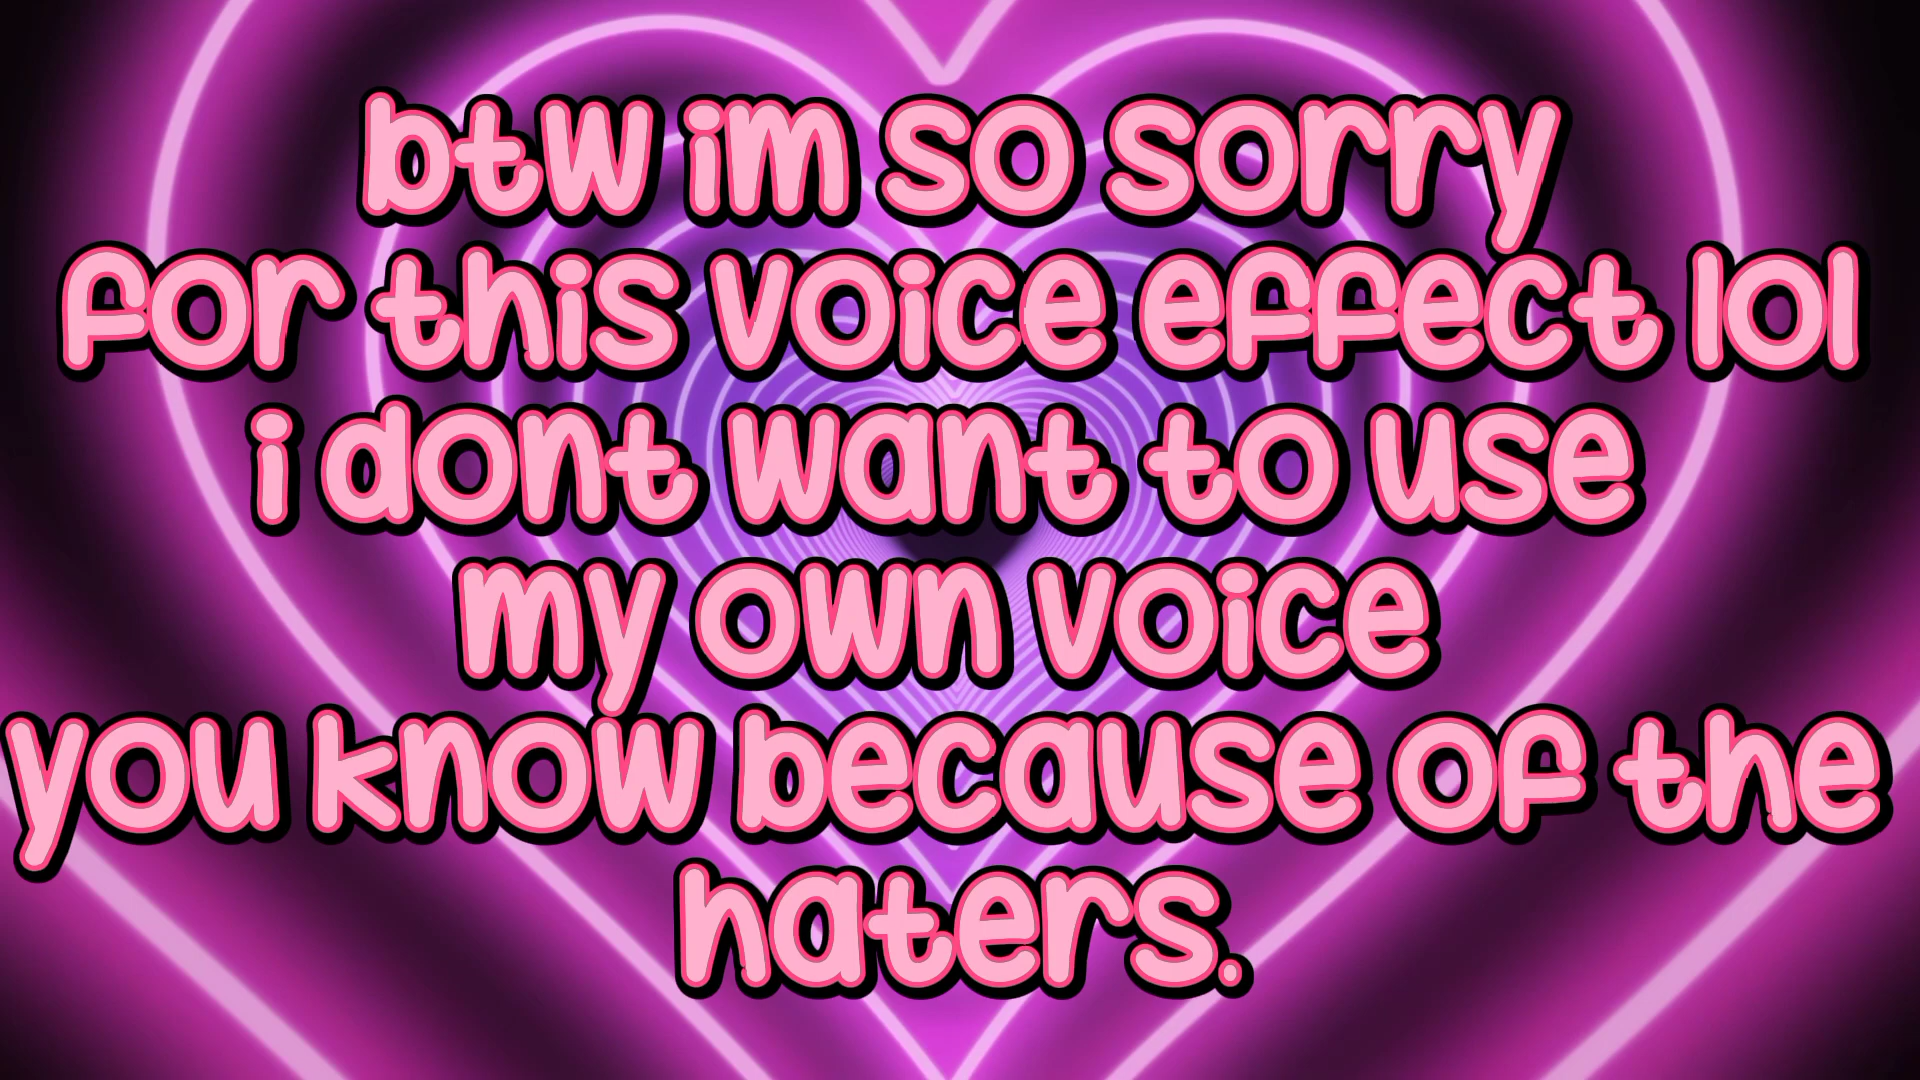 btw im so sorry
for this voice effect lol
i dont want to use
my own voice
you know because of the
haters.